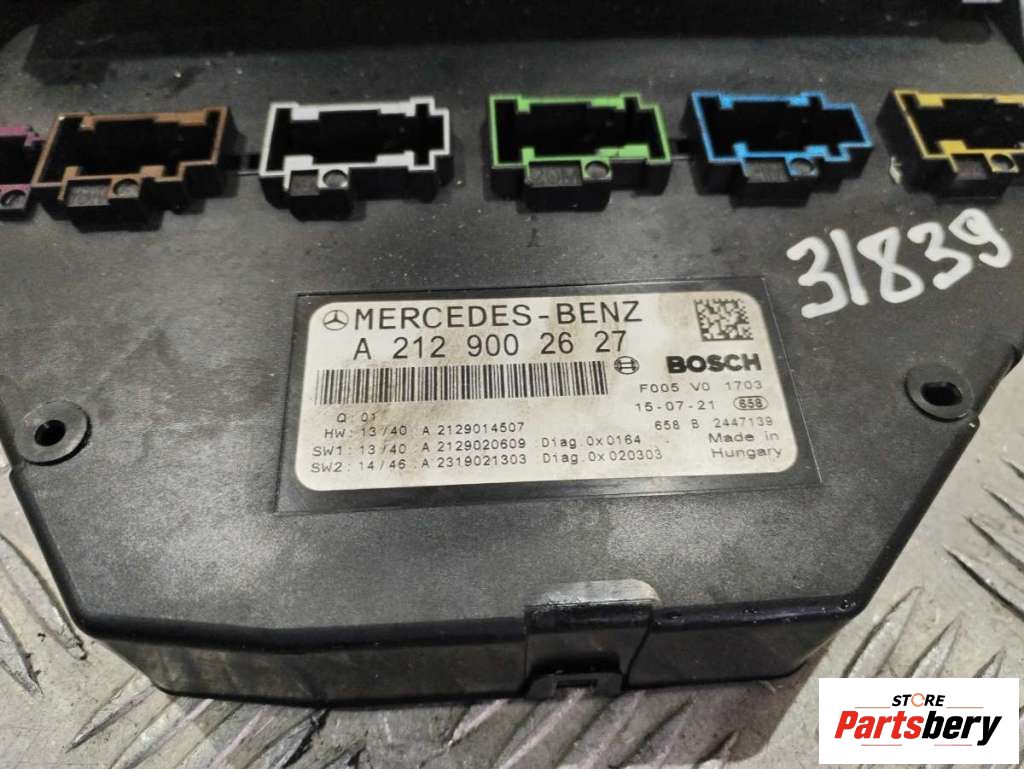 31839
MERCEDES-BENZ
A 212 900 26 27
BOSCH
F005 V0 1703
15-07-21 658
658 B 2447139
Made in
Hungary
Q: 01
HW: 13/40 :A 2129014507
SW1: 13/40 :A 2129020609 Diag.0x0164
SW2: 14/46 :A 2319021303 Diag.0x020303
STORE
Partsbery